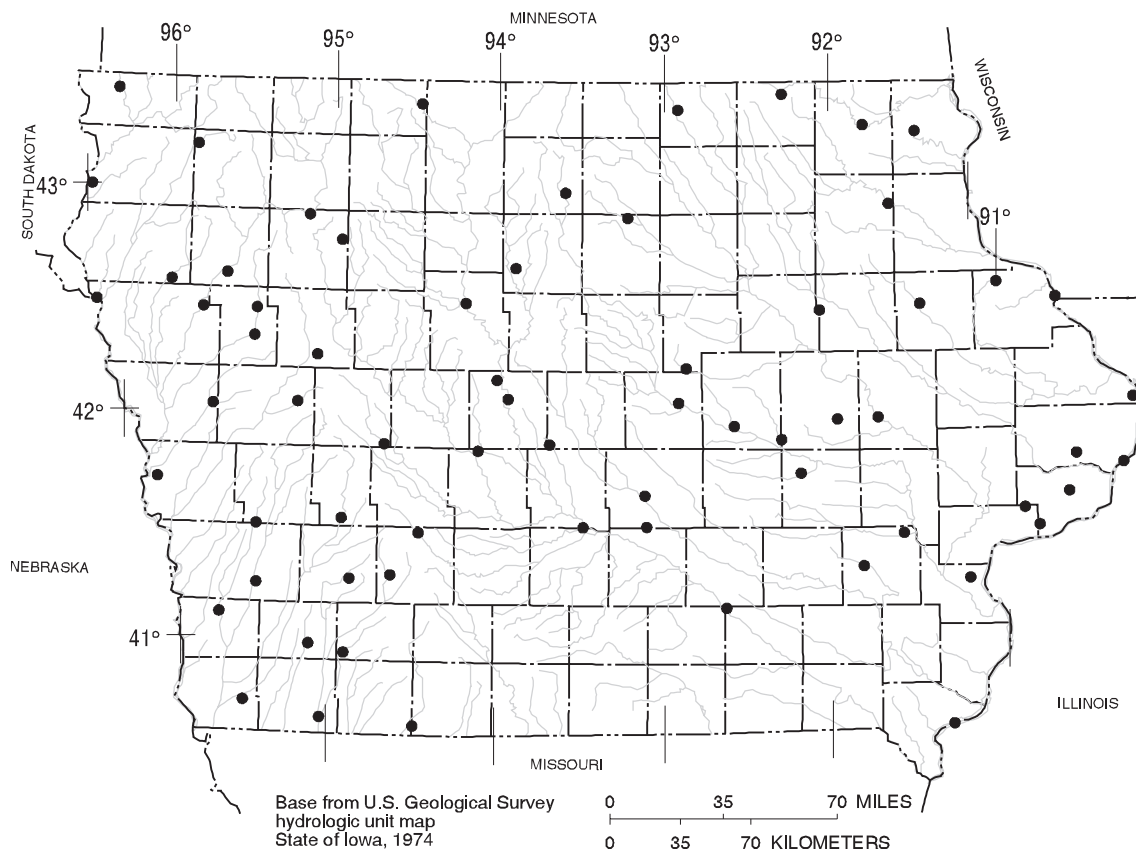 MINNESOTA
96° 95° 94° 93° 92°
WISCONSIN
SOUTH DAKOTA
43°
91°
42°
NEBRASKA
41°
ILLINOIS
MISSOURI
Base from U.S. Geological Survey
hydrologic unit map
State of Iowa, 1974
0 35 70 MILES
0 35 70 KILOMETERS